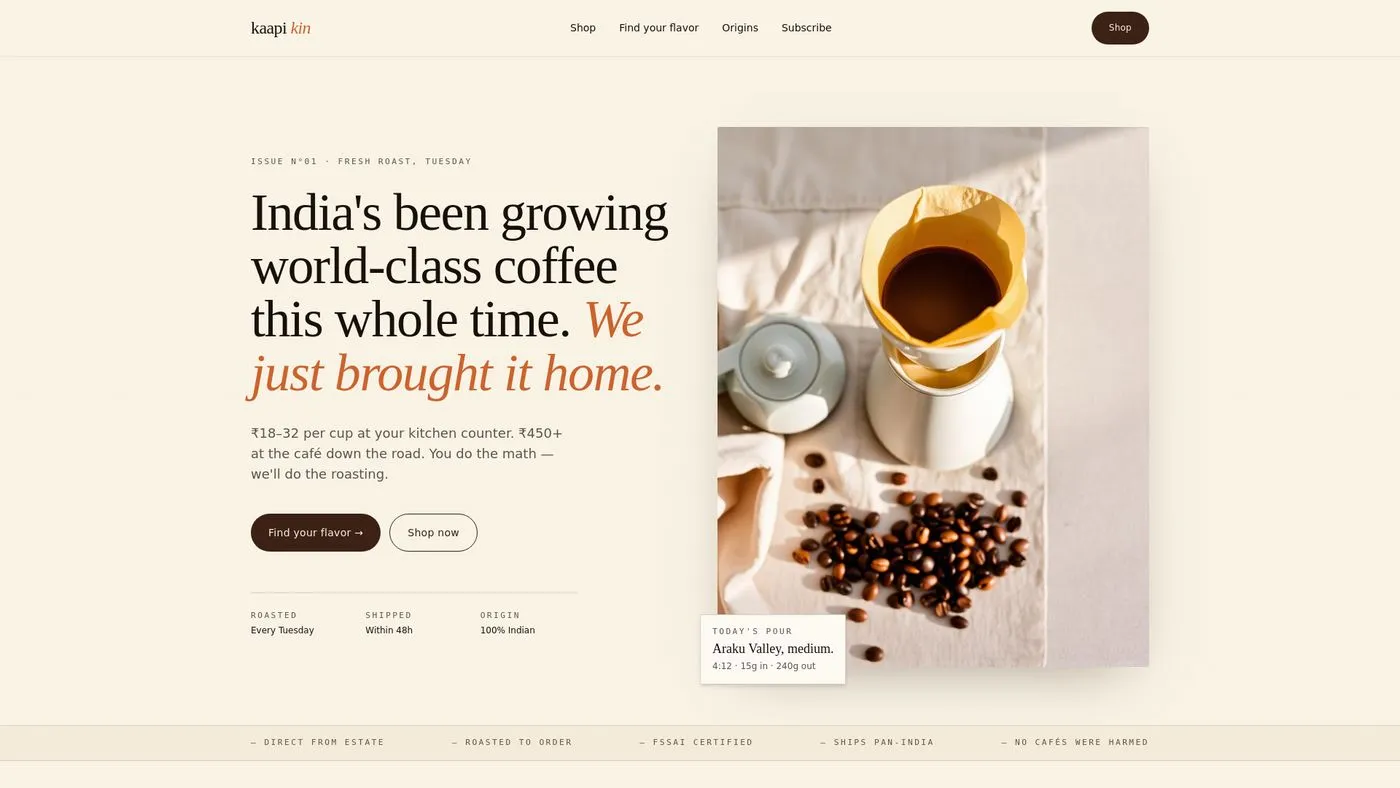 kaapi kin
Shop
Find your flavor
Origins
Subscribe
Shop
ISSUE N°01 · FRESH ROAST, TUESDAY
India's been growing
world-class coffee
this whole time. We
just brought it home.
₹18–32 per cup at your kitchen counter. ₹450+
at the café down the road. You do the math —
we'll do the roasting.
Find your flavor →
Shop now
ROASTED
Every Tuesday
SHIPPED
Within 48h
ORIGIN
100% Indian
TODAY'S POUR
Araku Valley, medium.
4:12 · 15g in · 240g out
— DIRECT FROM ESTATE
— ROASTED TO ORDER
— FSSAI CERTIFIED
— SHIPS PAN-INDIA
— NO CAFÉS WERE HARMED